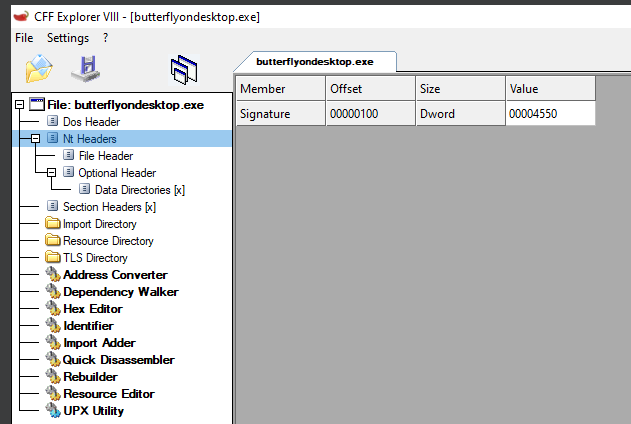 CFF Explorer VIII - [butterflyondesktop.exe]
File Settings ?
butterflyondesktop.exe
Member Offset Size Value
Signature 00000100 Dword 00004550
File: butterflyondesktop.exe
Dos Header
Nt Headers
File Header
Optional Header
Data Directories [x]
Section Headers [x]
Import Directory
Resource Directory
TLS Directory
Address Converter
Dependency Walker
Hex Editor
Identifier
Import Adder
Quick Disassembler
Rebuilder
Resource Editor
UPX Utility